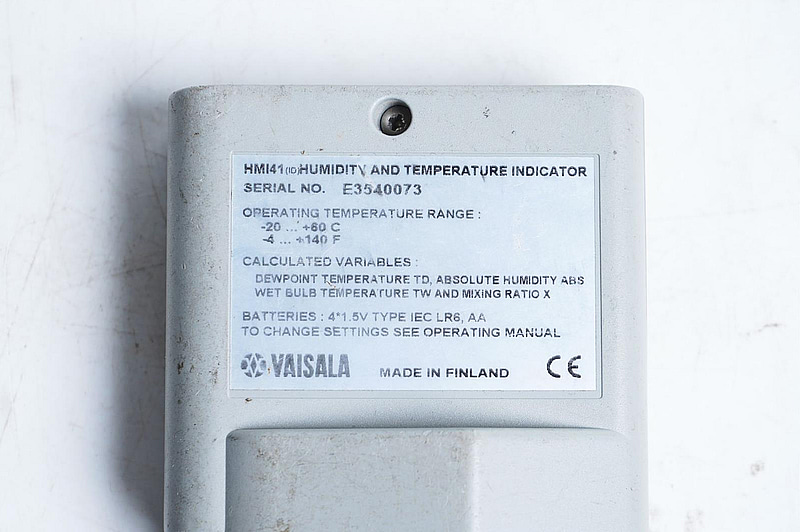 HMI41(ID)HUMIDITY AND TEMPERATURE INDICATOR
SERIAL NO. E3540073
OPERATING TEMPERATURE RANGE :
-20 ... +60 C
-4 ... +140 F
CALCULATED VARIABLES :
DEWPOINT TEMPERATURE TD, ABSOLUTE HUMIDITY ABS
WET BULB TEMPERATURE TW AND MIXING RATIO X
BATTERIES : 4*1.5V TYPE IEC LR6, AA
TO CHANGE SETTINGS SEE OPERATING MANUAL
VAISALA MADE IN FINLAND CE